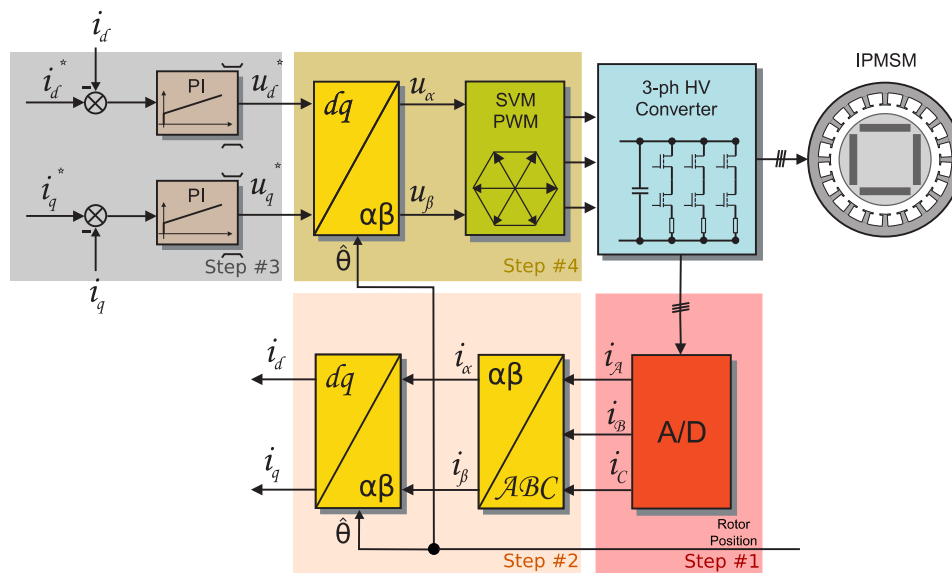 i_d
i_d*
PI
u_d*
i_q*
PI
u_q*
i_q
Step #3
dq
αβ
θ̂
u_α
u_β
SVM
PWM
Step #4
3-ph HV
Converter
IPMSM
i_d
i_q
dq
αβ
θ̂
i_α
i_β
αβ
ABC
Step #2
i_A
i_B
i_C
A/D
Rotor
Position
Step #1